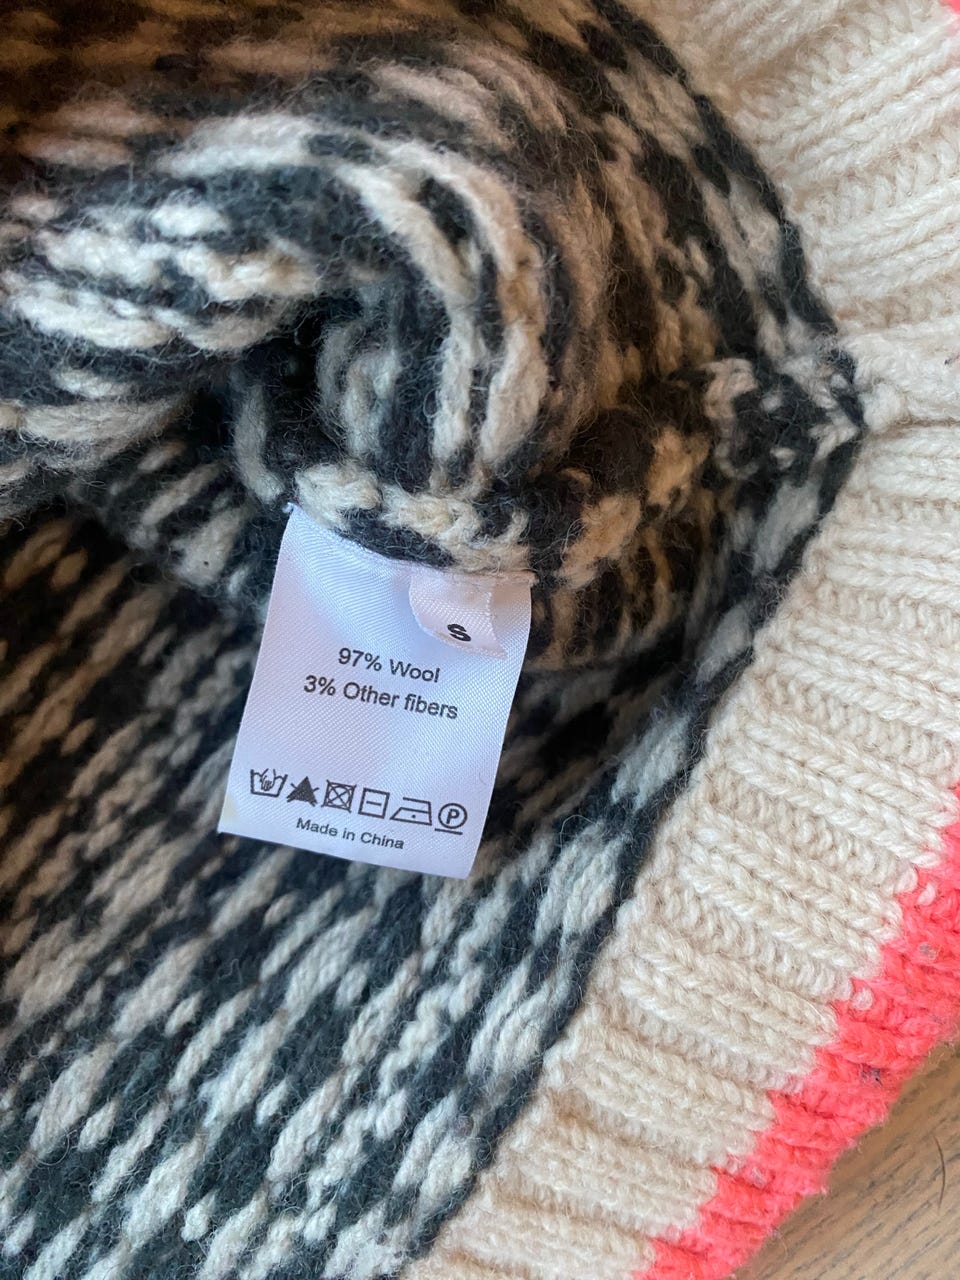 S
97% Wool
3% Other fibers
P
Made in China